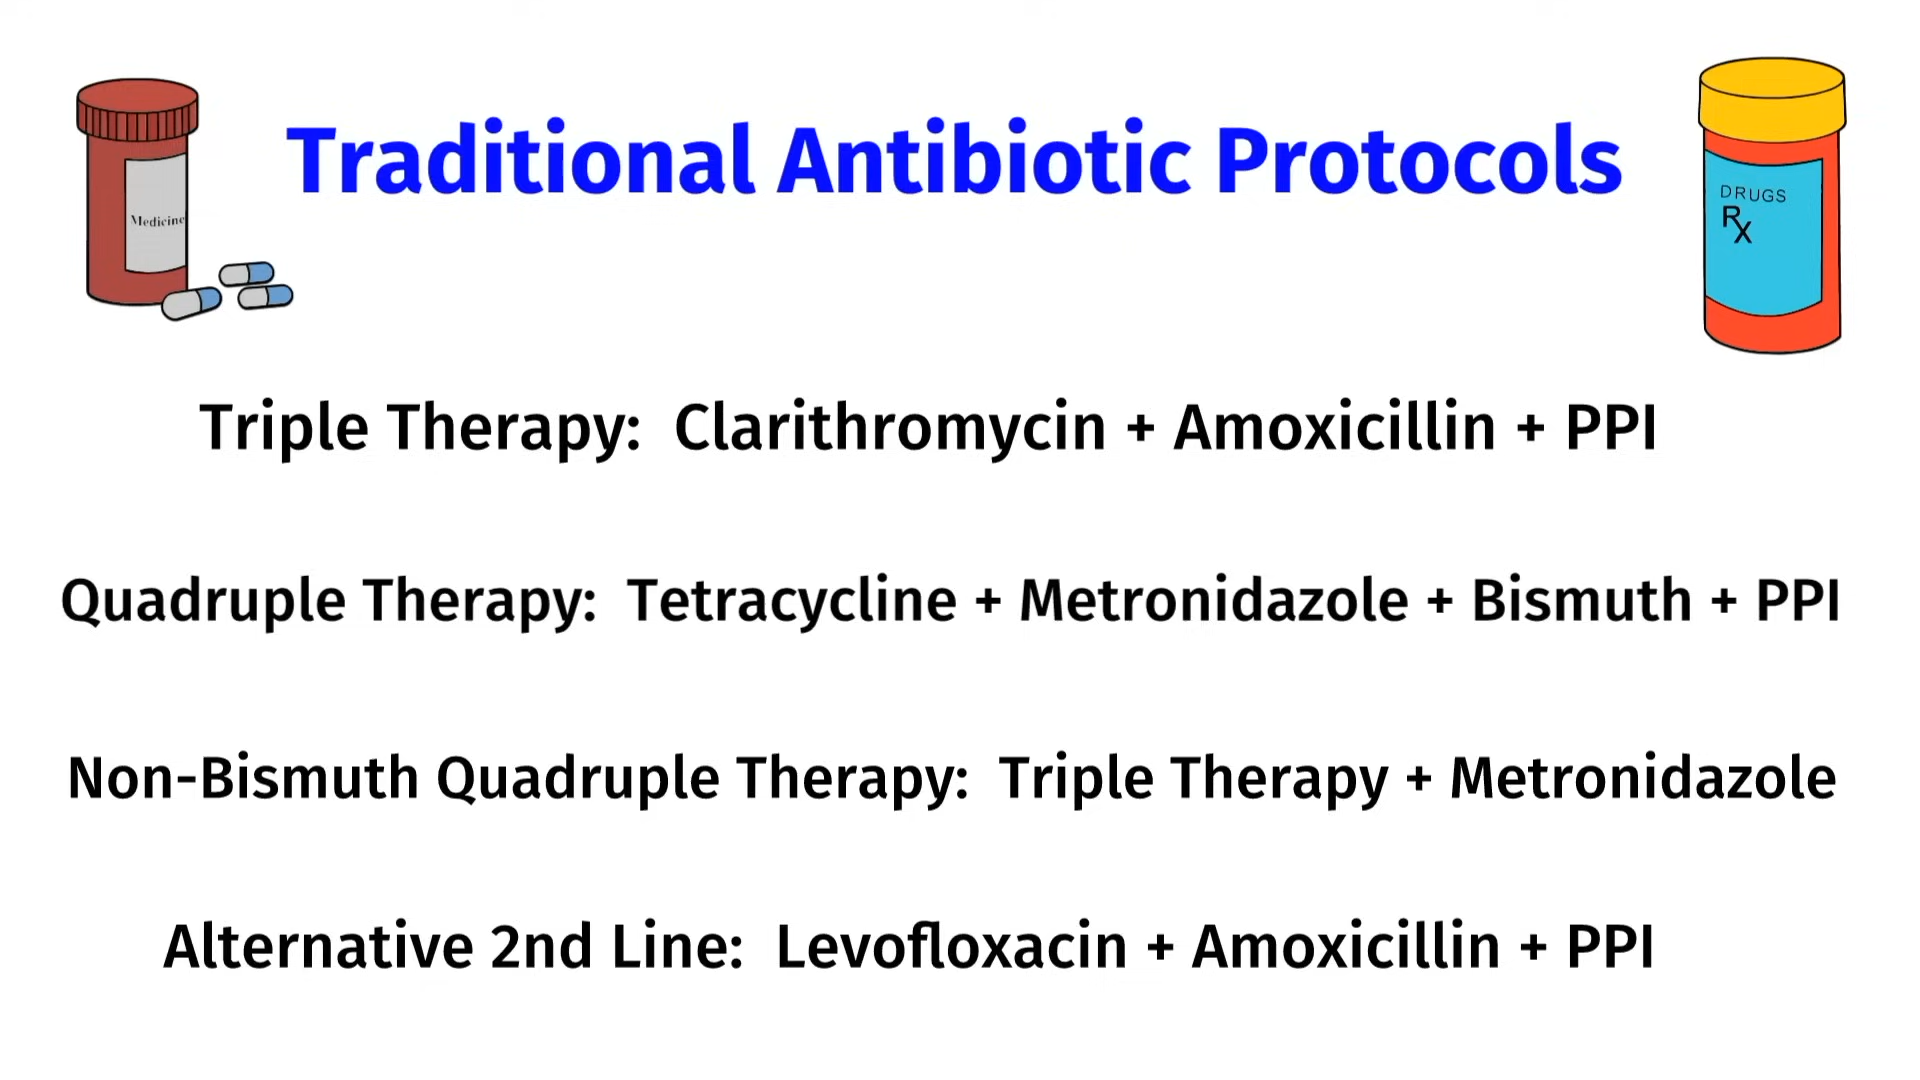 Traditional Antibiotic Protocols
Medicine
DRUGS
Rx
Triple Therapy: Clarithromycin + Amoxicillin + PPI
Quadruple Therapy: Tetracycline + Metronidazole + Bismuth + PPI
Non-Bismuth Quadruple Therapy: Triple Therapy + Metronidazole
Alternative 2nd Line: Levofloxacin + Amoxicillin + PPI